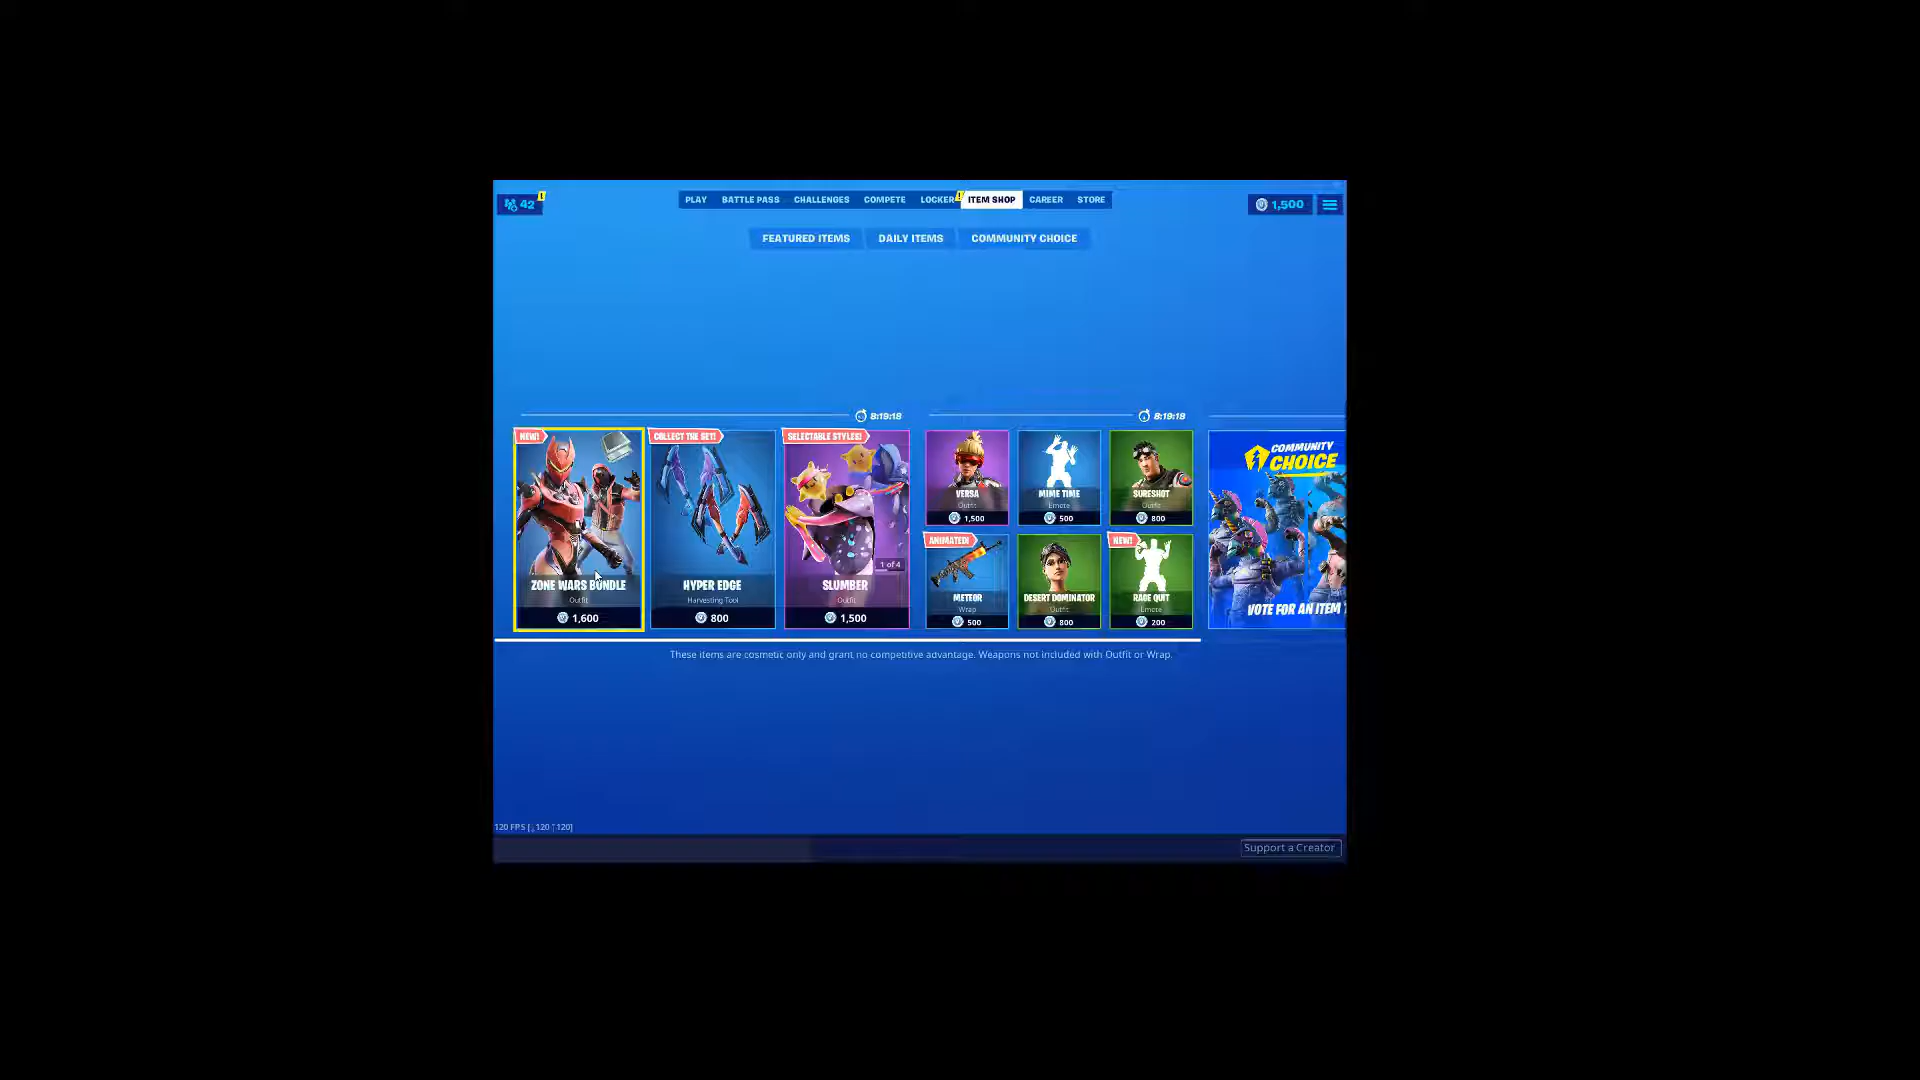 42
!
PLAY BATTLE PASS CHALLENGES COMPETE LOCKER ! ITEM SHOP CAREER STORE
1,500
FEATURED ITEMS DAILY ITEMS COMMUNITY CHOICE
8:19:18
8:19:18
NEW!
ZONE WARS BUNDLE
Outfit
1,600
COLLECT THE SET!
HYPER EDGE
Harvesting Tool
800
SELECTABLE STYLES!
1 of 4
SLUMBER
Outfit
1,500
VERSA
Outfit
1,500
MIME TIME
Emote
500
SURESHOT
Outfit
800
ANIMATED!
METEOR
Wrap
500
DESERT DOMINATOR
Outfit
800
NEW!
RAGE QUIT
Emote
200
COMMUNITY
CHOICE
VOTE FOR AN ITEM
These items are cosmetic only and grant no competitive advantage. Weapons not included with Outfit or Wrap.
120 FPS [↓120 ↑120]
Support a Creator